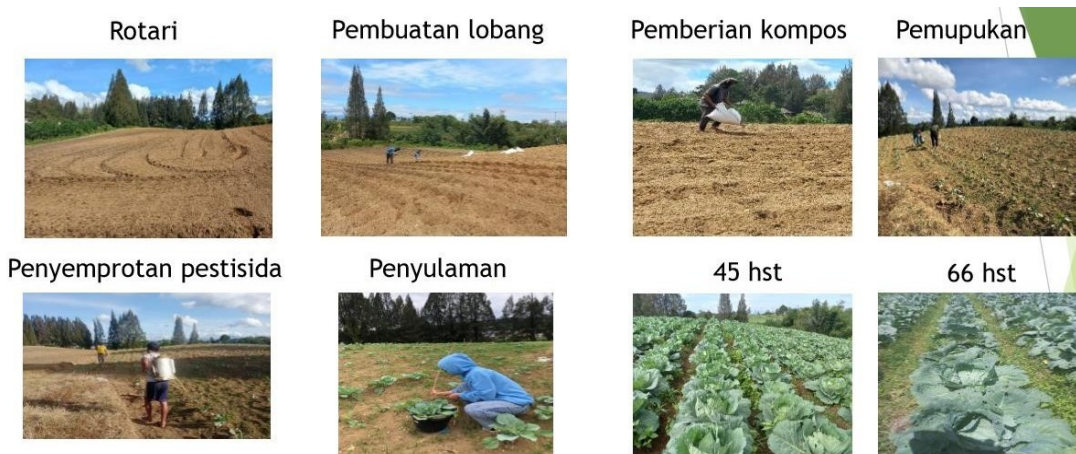 Rotari
Pembuatan lobang
Pemberian kompos
Pemupukan
Penyemprotan pestisida
Penyulaman
45 hst
66 hst